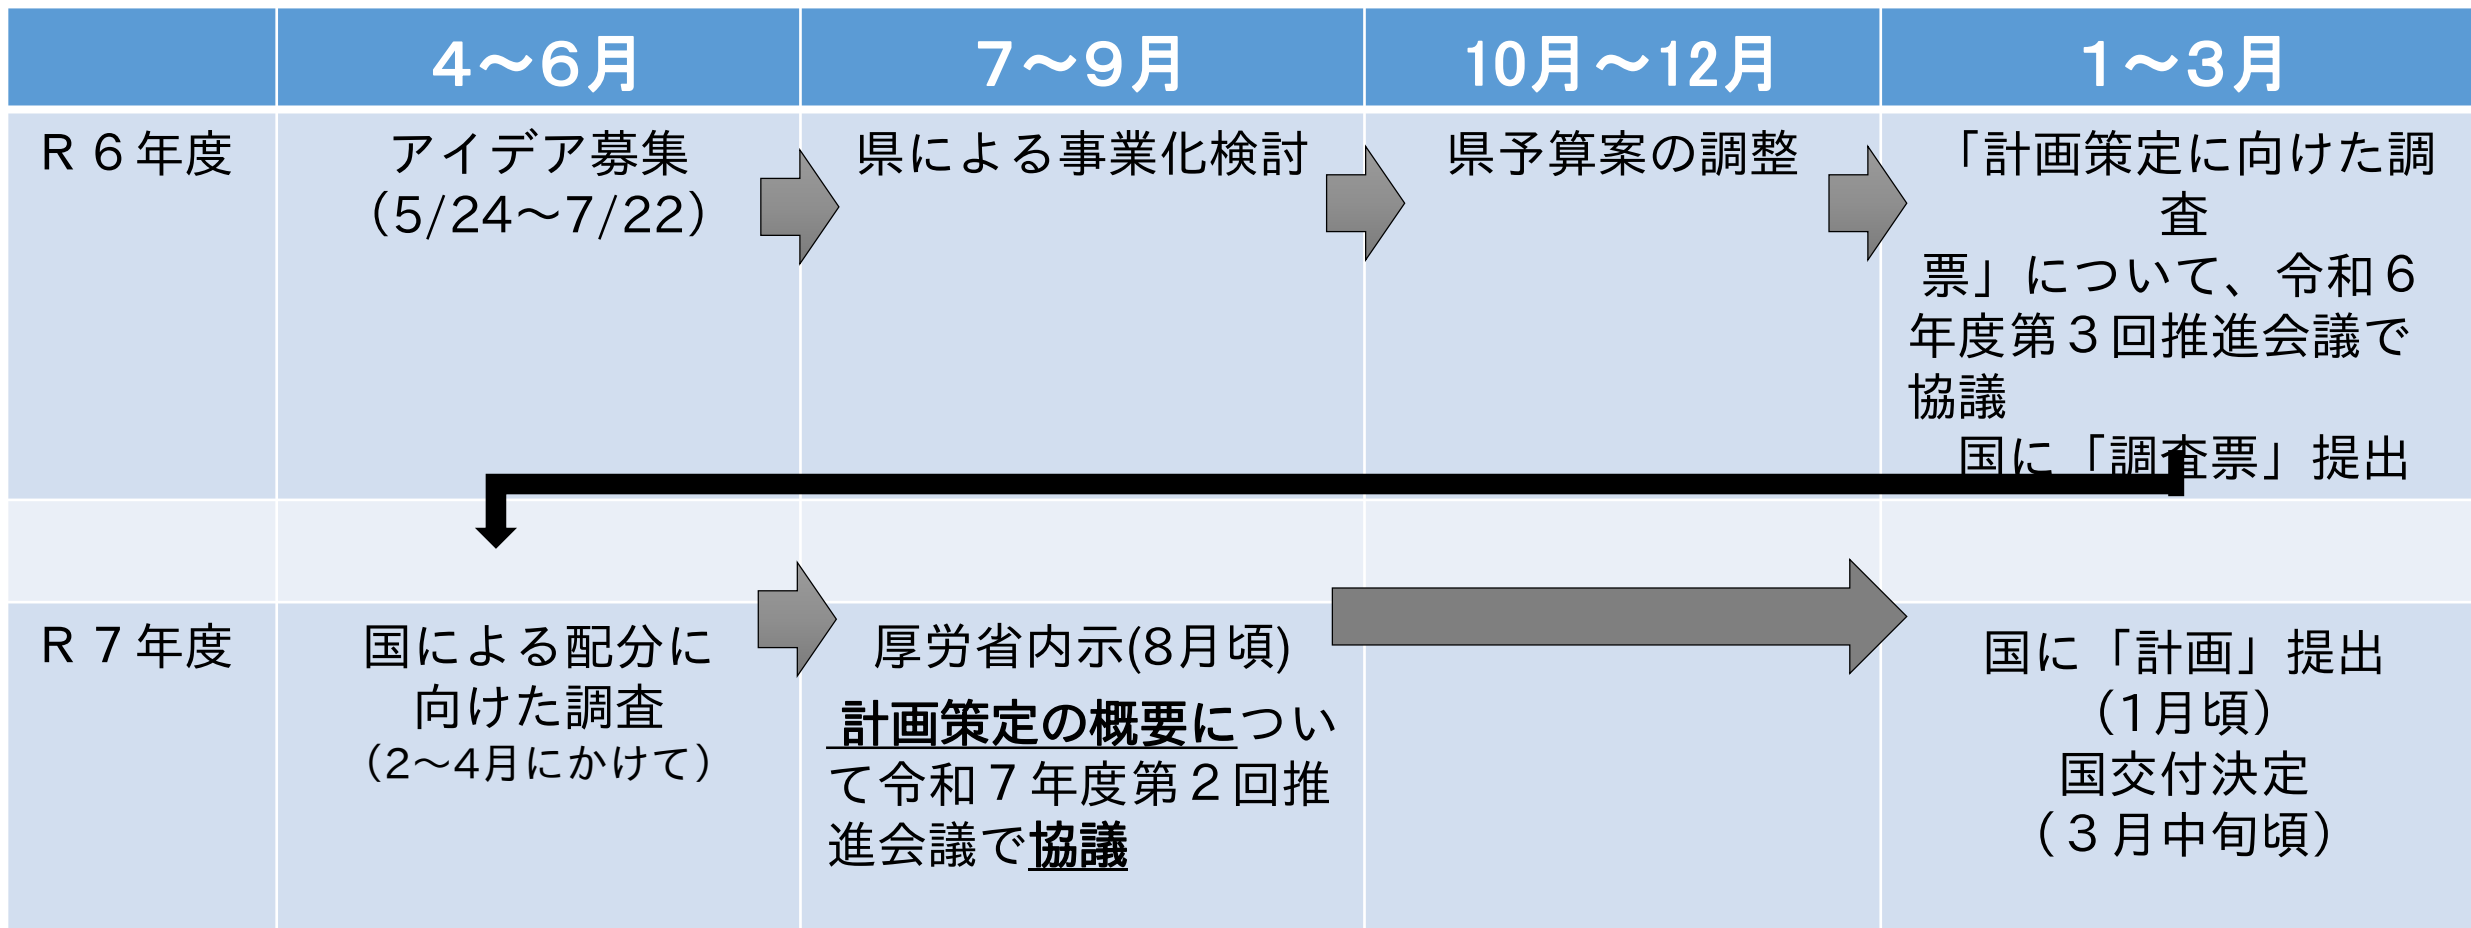 4～6月
7～9月
10月～12月
1～3月
Ｒ６年度
アイデア募集
（5/24～7/22）
県による事業化検討
県予算案の調整
「計画策定に向けた調
査
票」について、令和６
年度第３回推進会議で
協議
国に「調査票」提出
Ｒ７年度
国による配分に
向けた調査
（2～4月にかけて）
厚労省内示(8月頃)
計画策定の概要につい
て令和７年度第２回推
進会議で協議
国に「計画」提出
（1月頃）
国交付決定
（３月中旬頃）